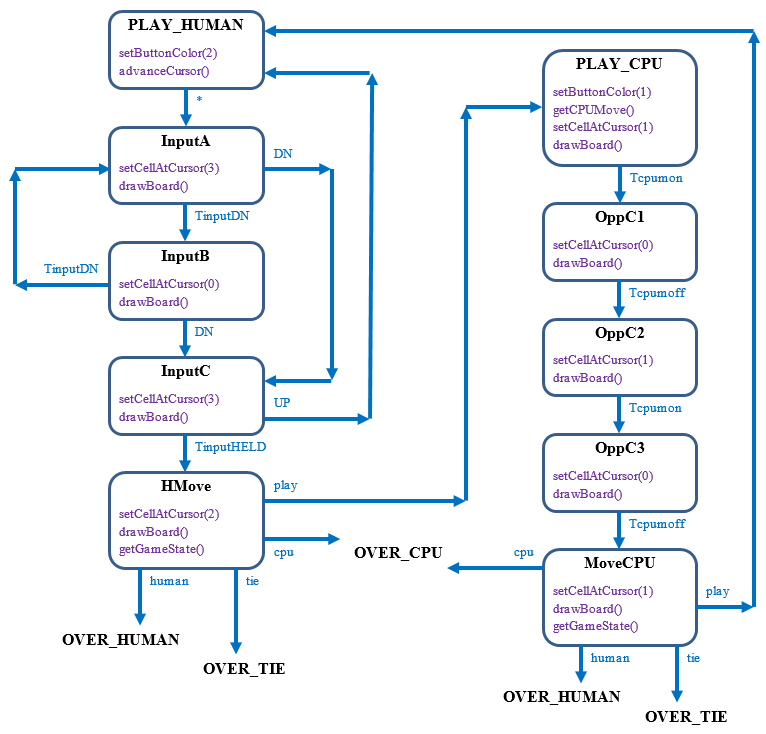 PLAY_HUMAN
setButtonColor(2)
advanceCursor()
*
InputA
setCellAtCursor(3)
drawBoard()
DN
TinputDN
InputB
setCellAtCursor(0)
drawBoard()
TinputDN
DN
InputC
setCellAtCursor(3)
drawBoard()
UP
TinputHELD
HMove
setCellAtCursor(2)
drawBoard()
getGameState()
play
cpu
human
tie
OVER_HUMAN
OVER_TIE
OVER_CPU
PLAY_CPU
setButtonColor(1)
getCPUMove()
setCellAtCursor(1)
drawBoard()
Tcpumon
OppC1
setCellAtCursor(0)
drawBoard()
Tcpumoff
OppC2
setCellAtCursor(1)
drawBoard()
Tcpumon
OppC3
setCellAtCursor(0)
drawBoard()
Tcpumoff
MoveCPU
setCellAtCursor(1)
drawBoard()
getGameState()
cpu
play
human
tie
OVER_HUMAN
OVER_TIE